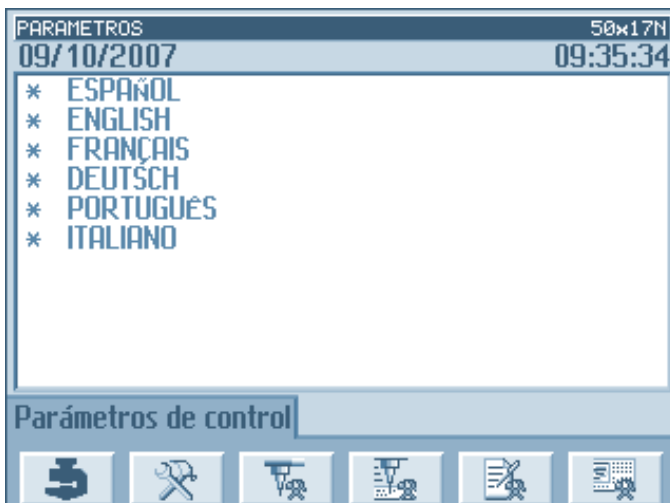 PARAMETROS 50x17N
09/10/2007 09:35:34
* ESPAÑOL
* ENGLISH
* FRANÇAIS
* DEUTSCH
* PORTUGUÊS
* ITALIANO
Parámetros de control